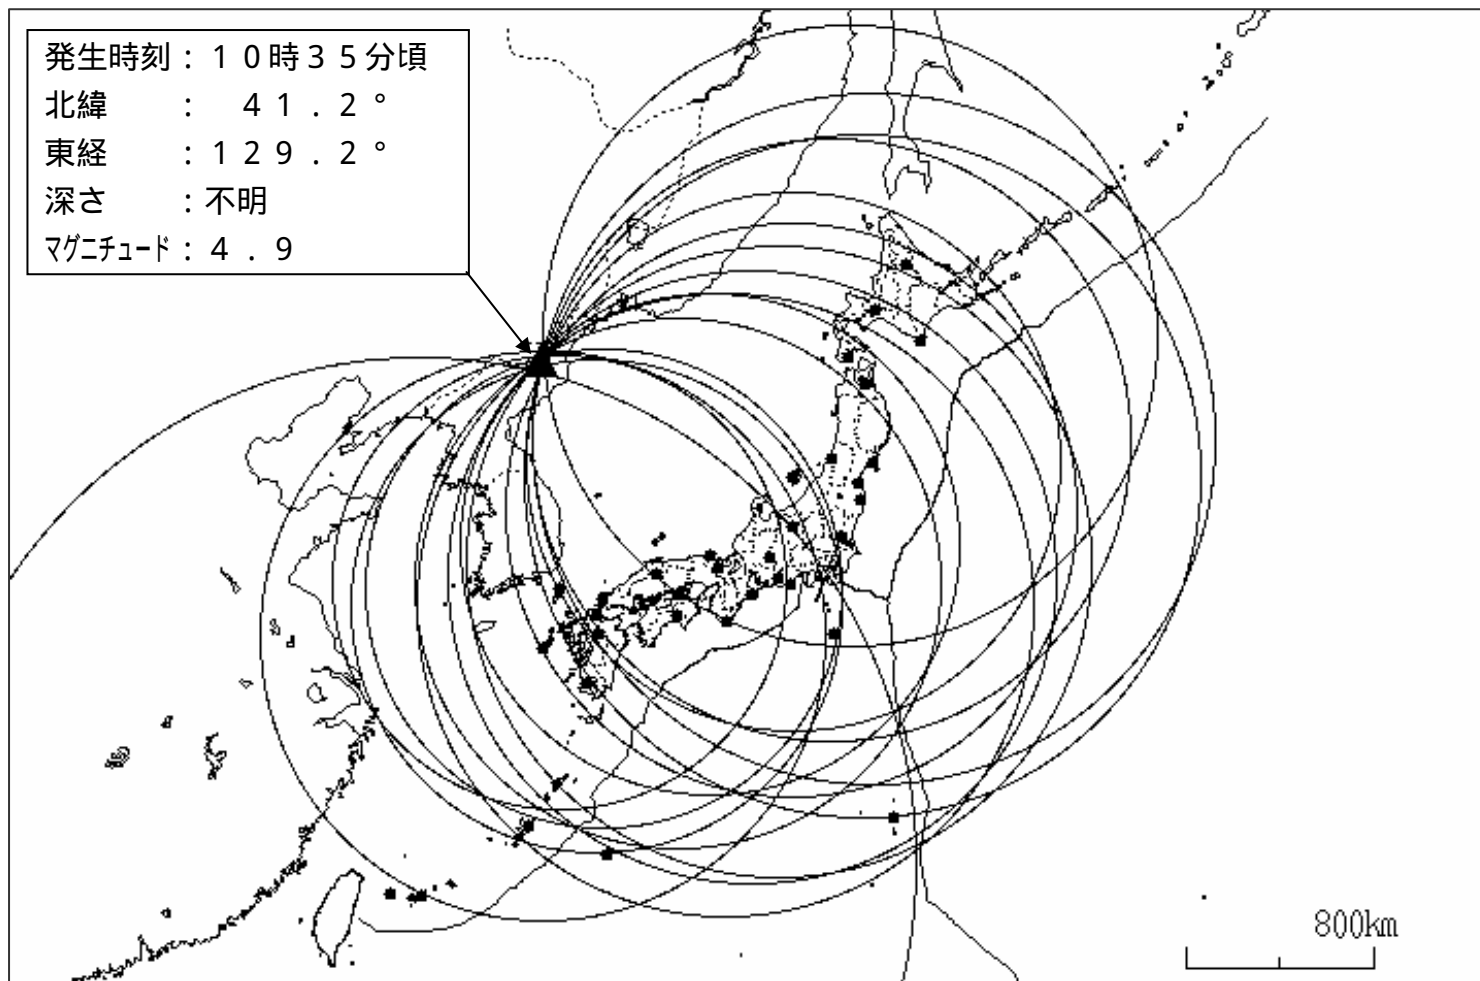 発生時刻：１０時３５分頃
北緯　　：　４１．２°
東経　　：１２９．２°
深さ　　：不明
ﾏｸﾞﾆﾁｭｰﾄﾞ：４．９
800km